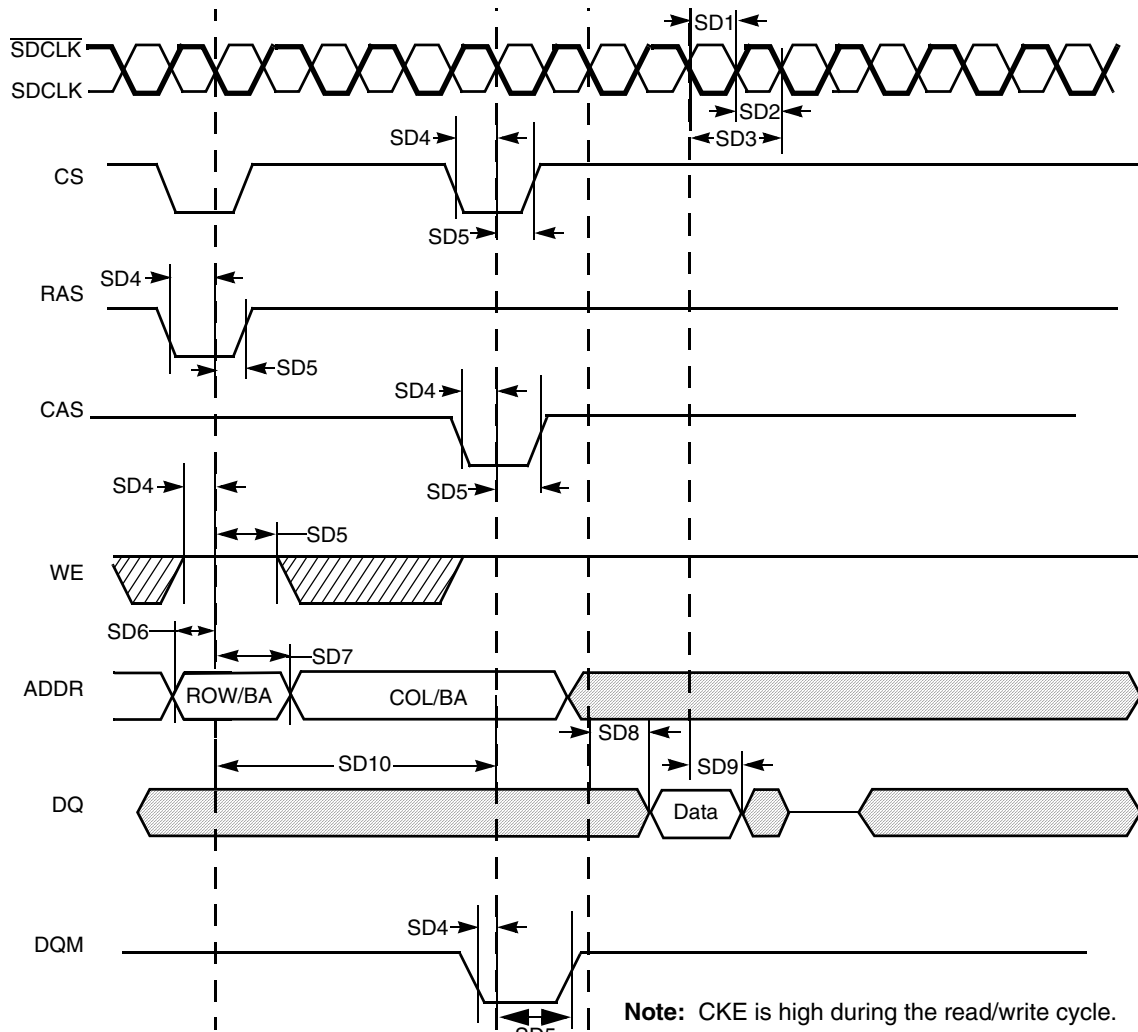 SD1
SDCLK
SDCLK
SD2
SD4
SD3
CS
SD5
SD4
RAS
SD5
SD4
CAS
SD4
SD5
SD5
WE
SD6
SD7
ADDR
ROW/BA
COL/BA
SD8
SD10
SD9
DQ
Data
SD4
DQM
Note: CKE is high during the read/write cycle.
SD5